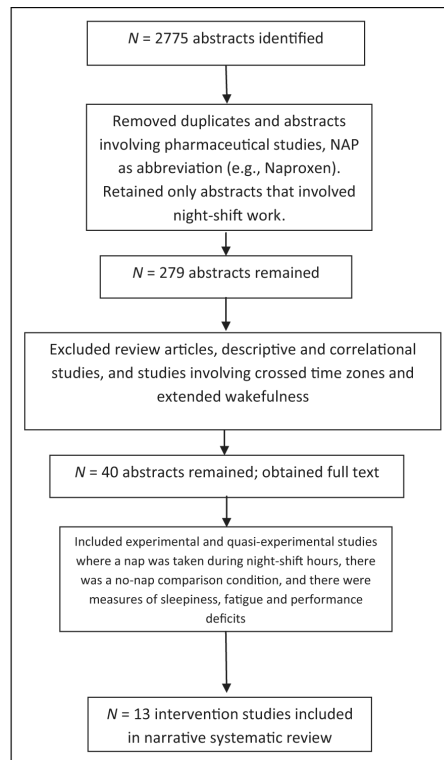 N = 2775 abstracts identified
Removed duplicates and abstracts
involving pharmaceutical studies, NAP
as abbreviation (e.g., Naproxen).
Retained only abstracts that involved
night-shift work.
N = 279 abstracts remained
Excluded review articles, descriptive and correlational
studies, and studies involving crossed time zones and
extended wakefulness
N = 40 abstracts remained; obtained full text
Included experimental and quasi-experimental studies
where a nap was taken during night-shift hours, there
was a no-nap comparison condition, and there were
measures of sleepiness, fatigue and performance
deficits
N = 13 intervention studies included
in narrative systematic review